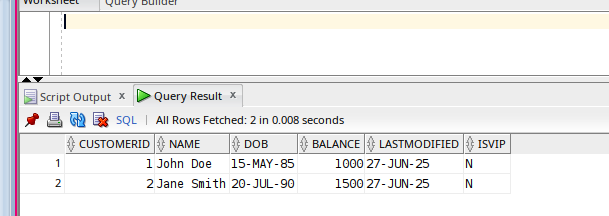 Worksheet Query Builder
Script Output x Query Result x
SQL | All Rows Fetched: 2 in 0.008 seconds
CUSTOMERID NAME DOB BALANCE LASTMODIFIED ISVIP
1 1 John Doe 15-MAY-85 1000 27-JUN-25 N
2 2 Jane Smith 20-JUL-90 1500 27-JUN-25 N